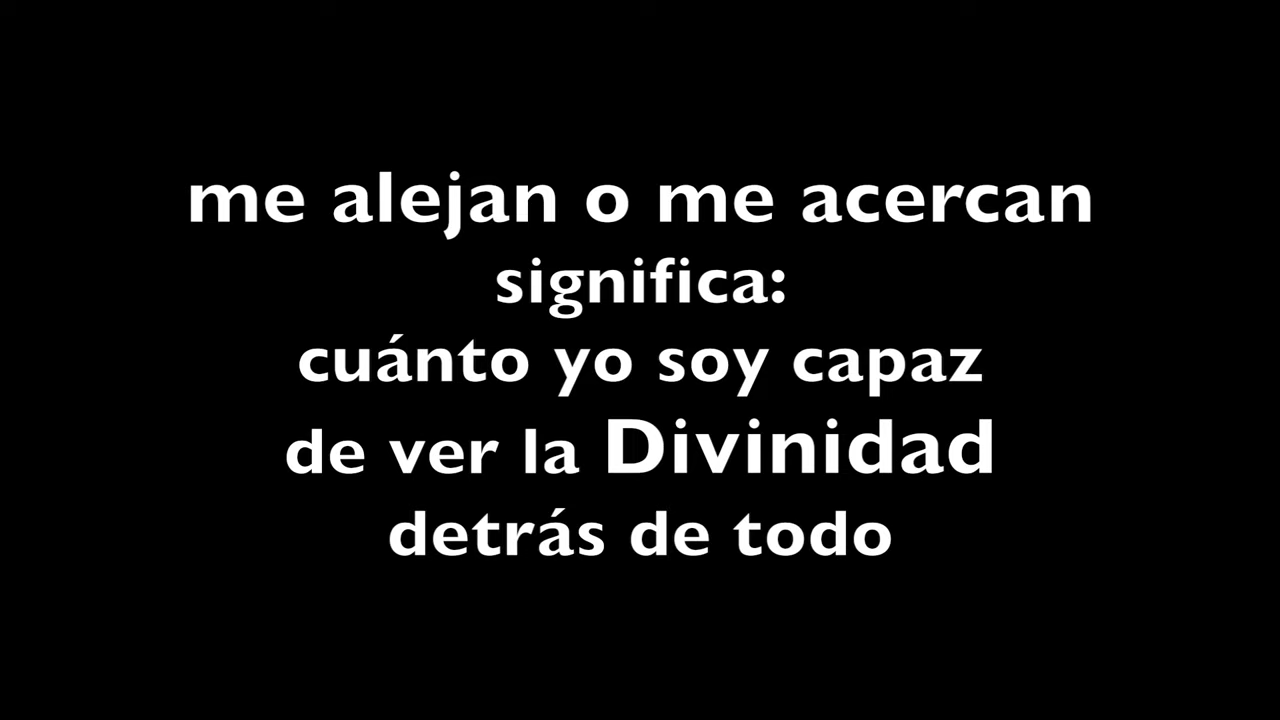 me alejan o me acercan
significa:
cuánto yo soy capaz
de ver la Divinidad
detrás de todo